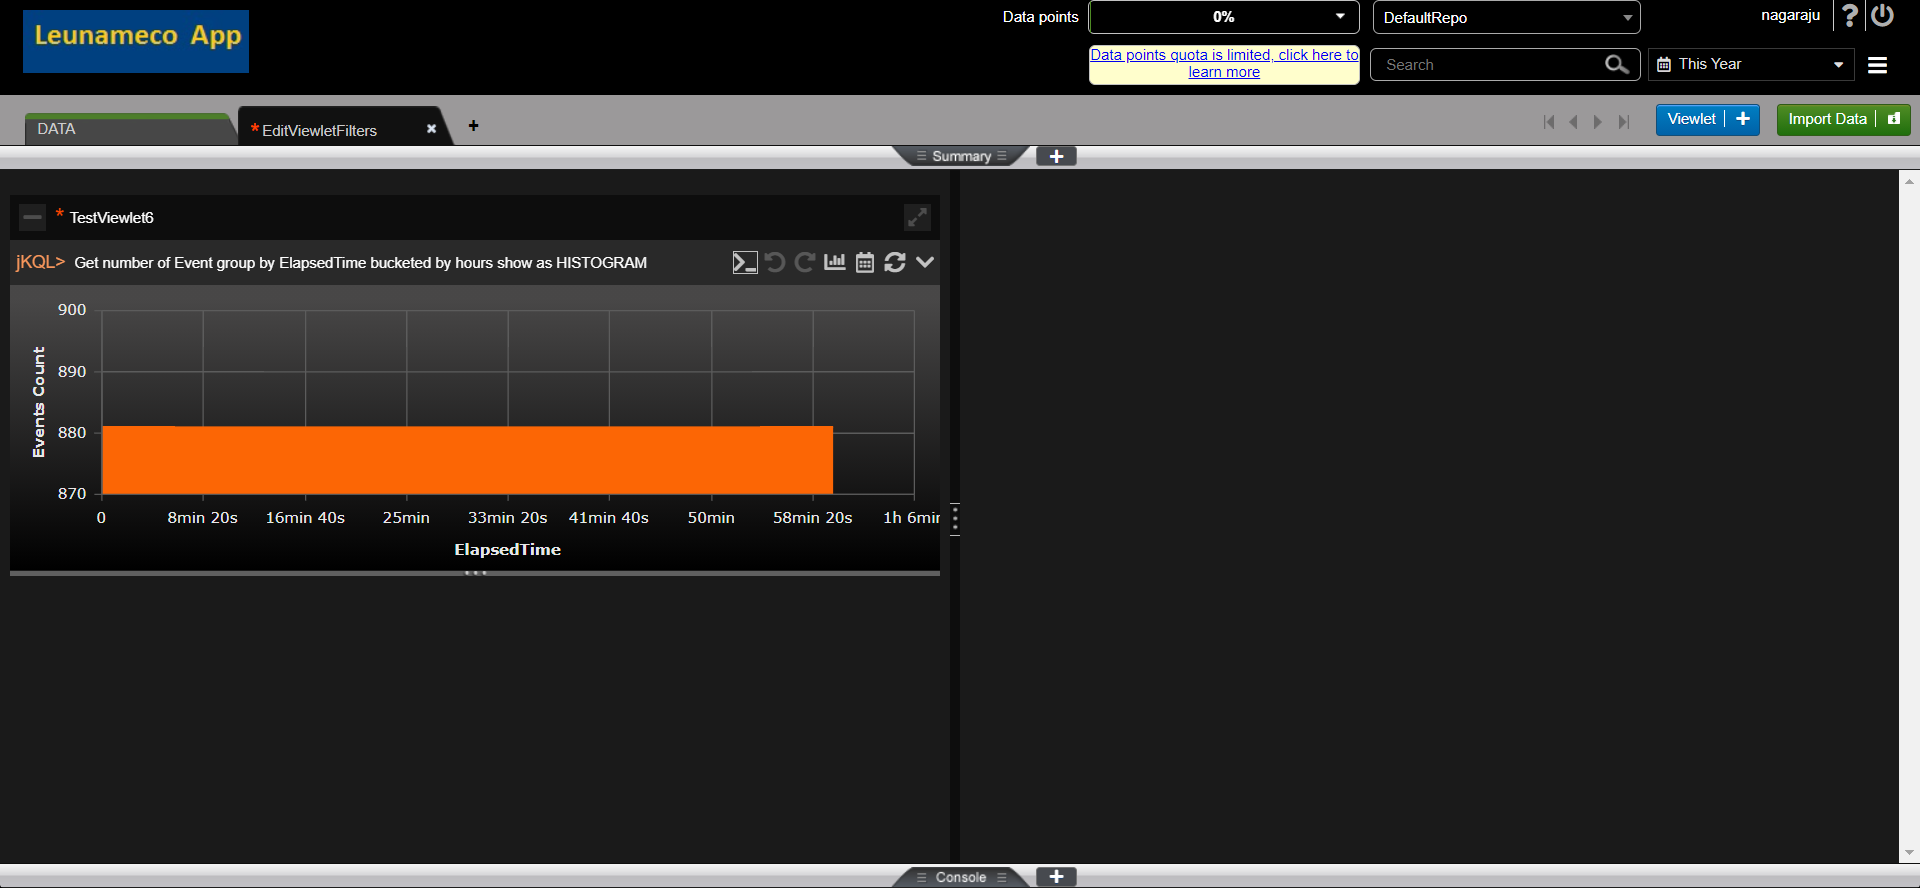 Leunameco App
Data points
0%
DefaultRepo
nagaraju
Data points quota is limited, click here to
learn more
Search
This Year
DATA
*EditViewletFilters
Viewlet
Import Data
Summary
* TestViewlet6
jKQL> Get number of Event group by ElapsedTime bucketed by hours show as HISTOGRAM
Events Count
900
890
880
870
0 8min 20s 16min 40s 25min 33min 20s 41min 40s 50min 58min 20s 1h 6min
ElapsedTime
Console